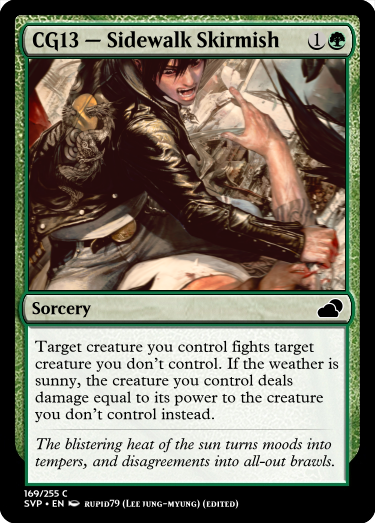 CG13 — Sidewalk Skirmish 1
Sorcery
Target creature you control fights target
creature you don't control. If the weather is
sunny, the creature you control deals
damage equal to its power to the creature
you don't control instead.
The blistering heat of the sun turns moods into
tempers, and disagreements into all-out brawls.
169/255 C
SVP • EN rupid79 (Lee jung-myung) (edited)